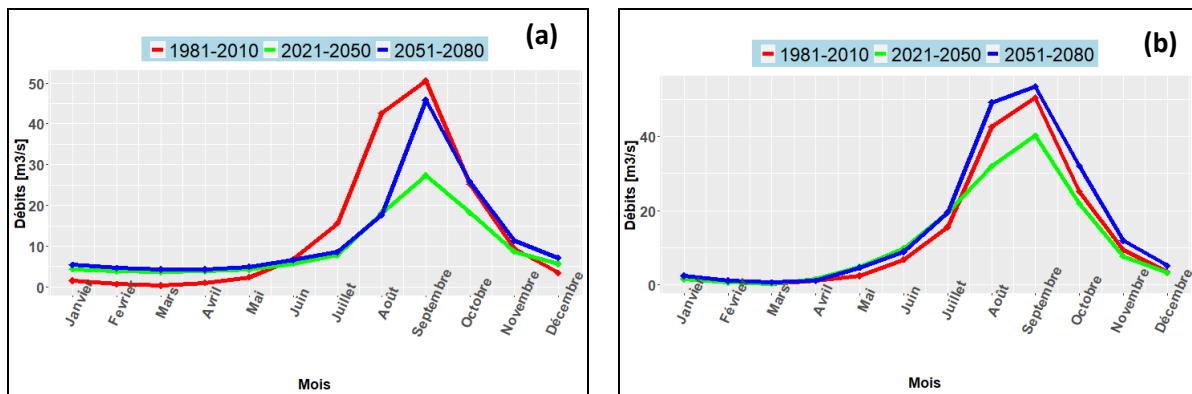 (a)
1981-2010 2021-2050 2051-2080
Débits [m3/s]
50
40
30
20
10
0
Janvier
Fevrier
Mars
Avril
Mai
Juin
Juillet
Août
Septembre
Octobre
Novembre
Décembre
Mois
(b)
1981-2010 2021-2050 2051-2080
Débits [m3/s]
40
20
0
Janvier
Février
Mars
Avril
Mai
Juin
Juillet
Août
Septembre
Octobre
Novembre
Décembre
Mois